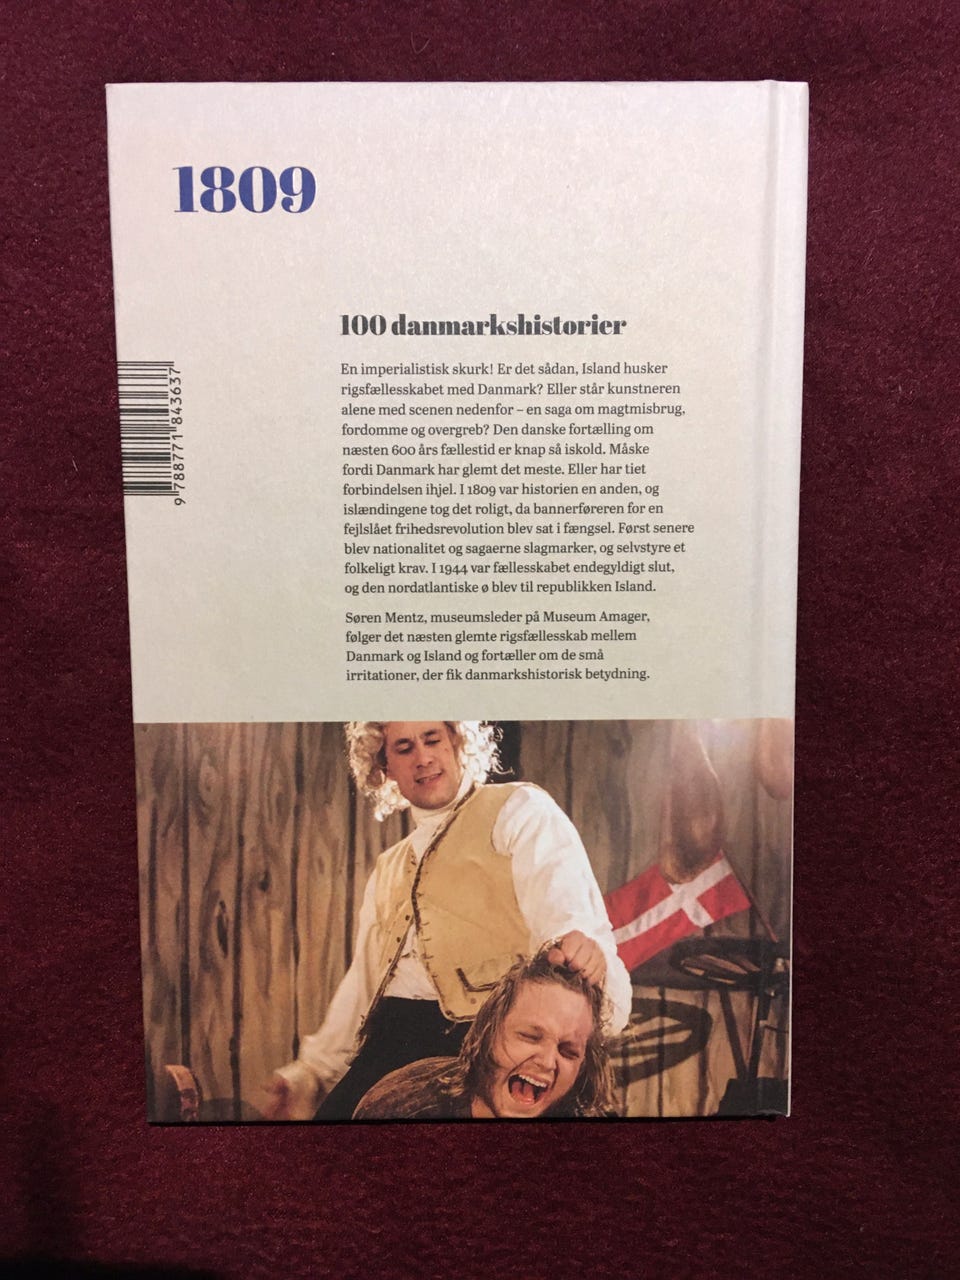 1809
100 danmarkshistorier
En imperialistisk skurk! Er det sådan, Island husker
rigsfællesskabet med Danmark? Eller står kunstneren
alene med scenen nedenfor – en saga om magtmisbrug,
fordomme og overgreb? Den danske fortælling om
næsten 600 års fællestid er knap så iskold. Måske
fordi Danmark har glemt det meste. Eller har tiet
forbindelsen ihjel. I 1809 var historien en anden, og
islændingene tog det roligt, da bannerføreren for en
fejlslået frihedsrevolution blev sat i fængsel. Først senere
blev nationalitet og sagaerne slagmarker, og selvstyre et
folkeligt krav. I 1944 var fællesskabet endegyldigt slut,
og den nordatlantiske ø blev til republikken Island.
Søren Mentz, museumsleder på Museum Amager,
følger det næsten glemte rigsfællesskab mellem
Danmark og Island og fortæller om de små
irritationer, der fik danmarkshistorisk betydning.
9 788771 843637